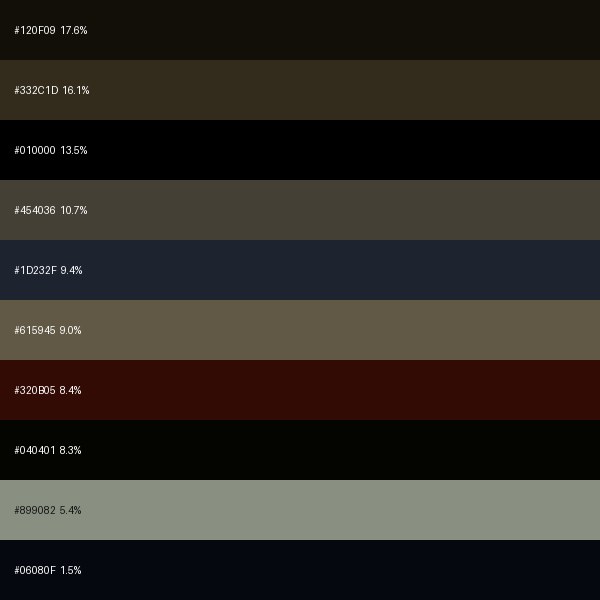 #120F09 17.6%
#332C1D 16.1%
#010000 13.5%
#454036 10.7%
#1D232F 9.4%
#615945 9.0%
#320B05 8.4%
#040401 8.3%
#899082 5.4%
#06080F 1.5%